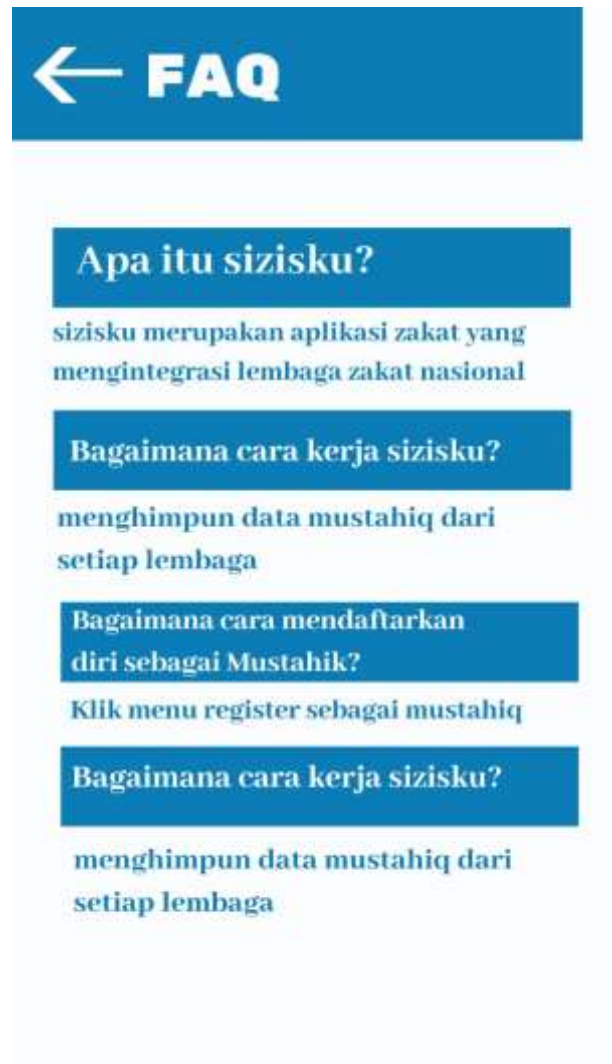 FAQ
Apa itu sizisku?
sizisku merupakan aplikasi zakat yang
mengintegrasi lembaga zakat nasional
Bagaimana cara kerja sizisku?
menghimpun data mustahiq dari
setiap lembaga
Bagaimana cara mendaftarkan
diri sebagai Mustahik?
Klik menu register sebagai mustahiq
Bagaimana cara kerja sizisku?
menghimpun data mustahiq dari
setiap lembaga